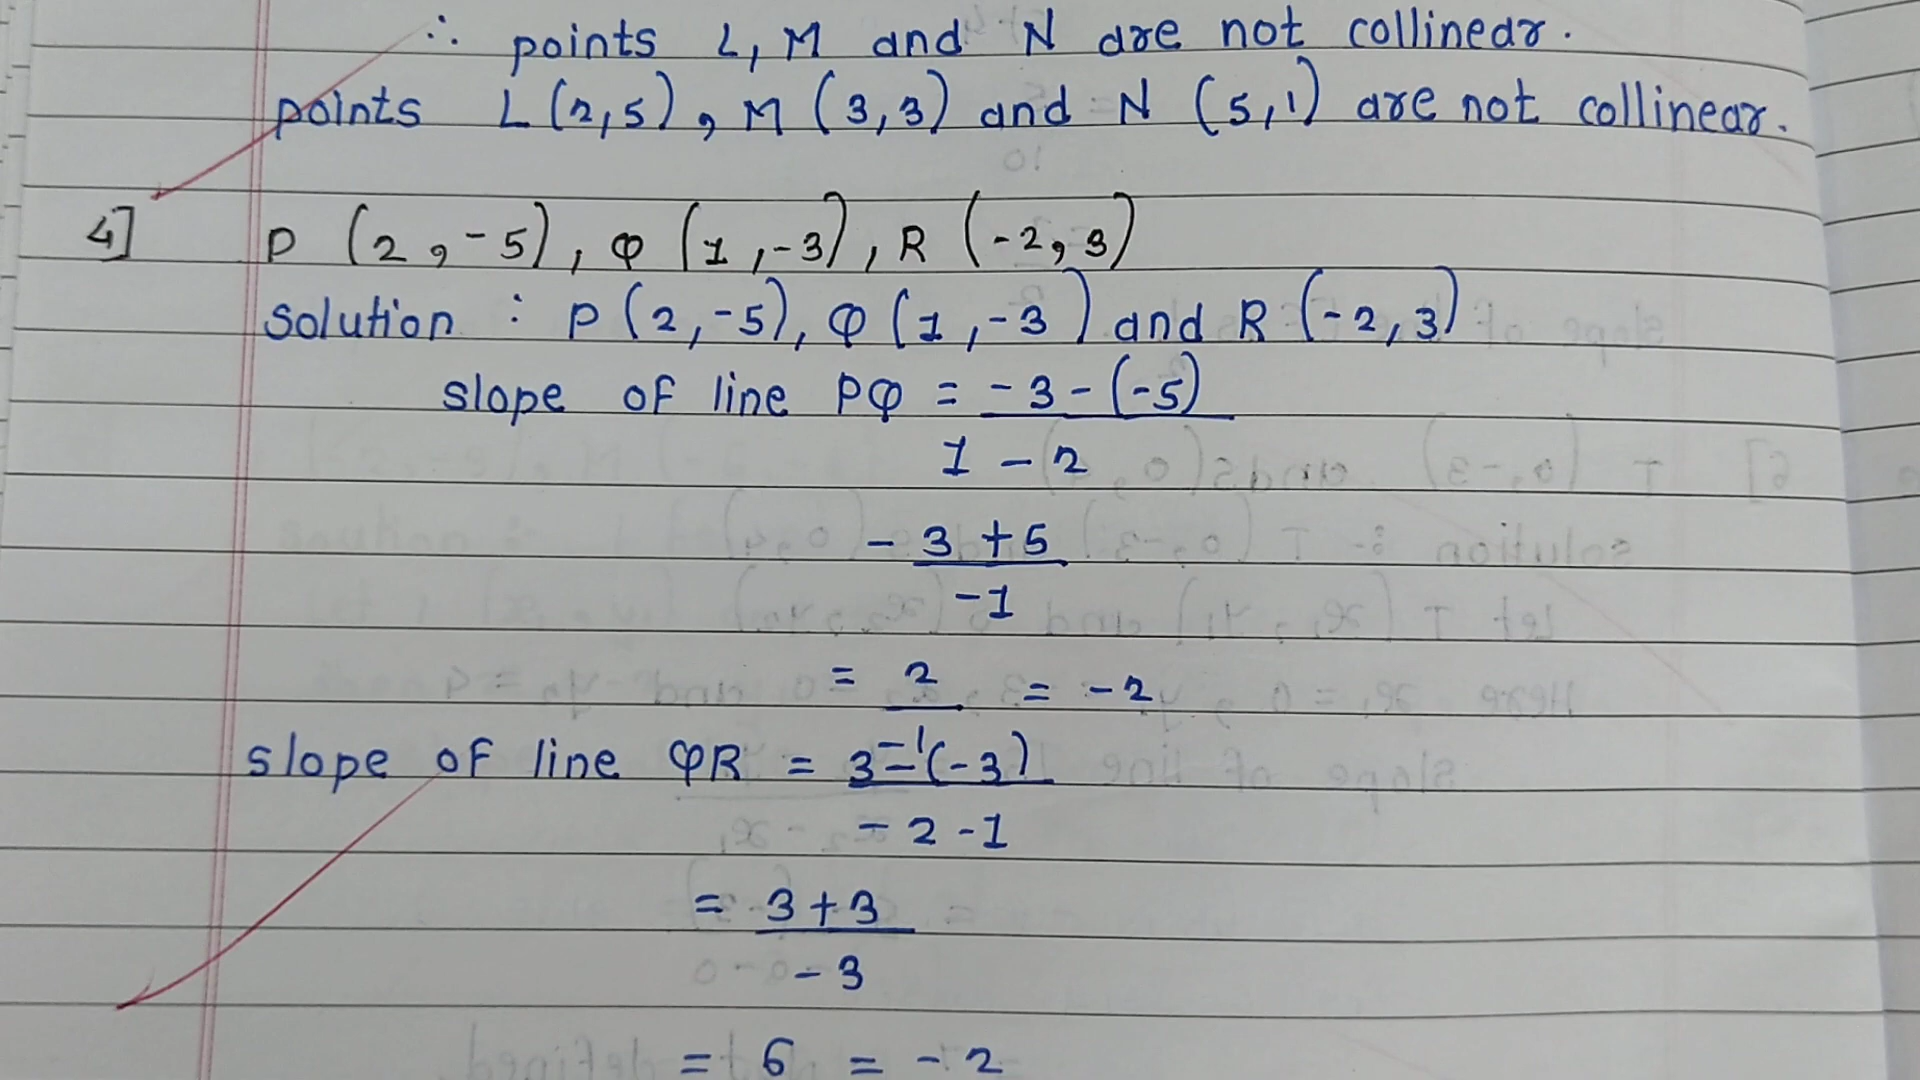 ∴ points L, M and N are not collinear.
points L (2,5), M (3,3) and N (5,1) are not collinear.
4] P (2, -5), Q (1, -3), R (-2, 3)
Solution : P (2, -5), Q (1, -3) and R (-2, 3)
slope of line PQ = -3 - (-5)
1 - 2
-3 + 5
-1
= 2 = -2
-1
slope of line QR = 3 - (-3)
-2 - 1
= 3 + 3
-3
= 6 = -2